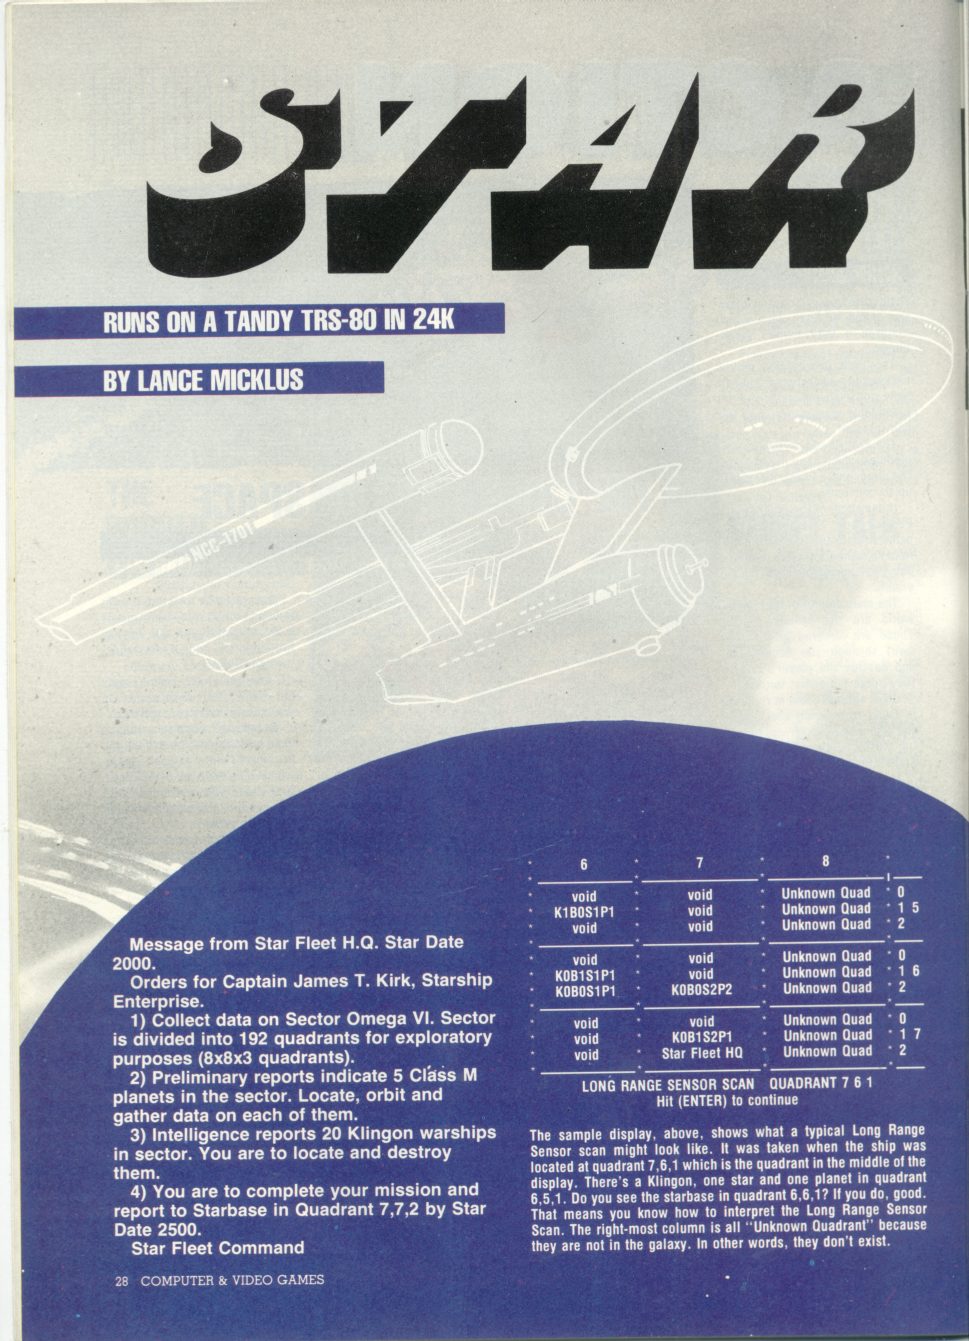 STAR
RUNS ON A TANDY TRS-80 IN 24K
BY LANCE MICKLUS
NCC-1701
Message from Star Fleet H.Q. Star Date
2000.
Orders for Captain James T. Kirk, Starship
Enterprise.
1) Collect data on Sector Omega VI. Sector
is divided into 192 quadrants for exploratory
purposes (8x8x3 quadrants).
2) Preliminary reports indicate 5 Class M
planets in the sector. Locate, orbit and
gather data on each of them.
3) Intelligence reports 20 Klingon warships
in sector. You are to locate and destroy
them.
4) You are to complete your mission and
report to Starbase in Quadrant 7,7,2 by Star
Date 2500.
Star Fleet Command
* 6 * 7 * 8 *
* void * void * Unknown Quad * 0
* K1B0S1P1 * void * Unknown Quad * 1 5
* void * void * Unknown Quad * 2
* void * void * Unknown Quad * 0
* K0B1S1P1 * void * Unknown Quad * 1 6
* K0B0S1P1 * K0B0S2P2 * Unknown Quad * 2
* void * void * Unknown Quad * 0
* void * K0B1S2P1 * Unknown Quad * 1 7
* void * Star Fleet HQ * Unknown Quad * 2
LONG RANGE SENSOR SCAN QUADRANT 7 6 1
Hit (ENTER) to continue
The sample display, above, shows what a typical Long Range
Sensor scan might look like. It was taken when the ship was
located at quadrant 7,6,1 which is the quadrant in the middle of the
display. There's a Klingon, one star and one planet in quadrant
6,5,1. Do you see the starbase in quadrant 6,6,1? If you do, good.
That means you know how to interpret the Long Range Sensor
Scan. The right-most column is all "Unknown Quadrant" because
they are not in the galaxy. In other words, they don't exist.
28 COMPUTER & VIDEO GAMES